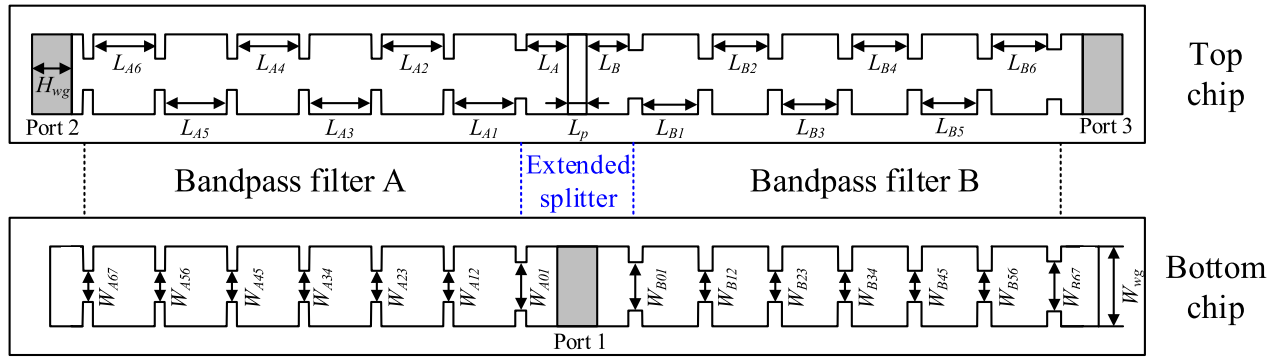 L_A6 L_A4 L_A2 L_A L_B L_B2 L_B4 L_B6
H_wg
Port 2 L_A5 L_A3 L_A1 L_p L_B1 L_B3 L_B5 Port 3
Top
chip
Bandpass filter A
Extended
splitter
Bandpass filter B
W_A67 W_A56 W_A45 W_A34 W_A23 W_A12 W_A01 W_B01 W_B12 W_B23 W_B34 W_B45 W_B56 W_B67 W_wg
Port 1
Bottom
chip